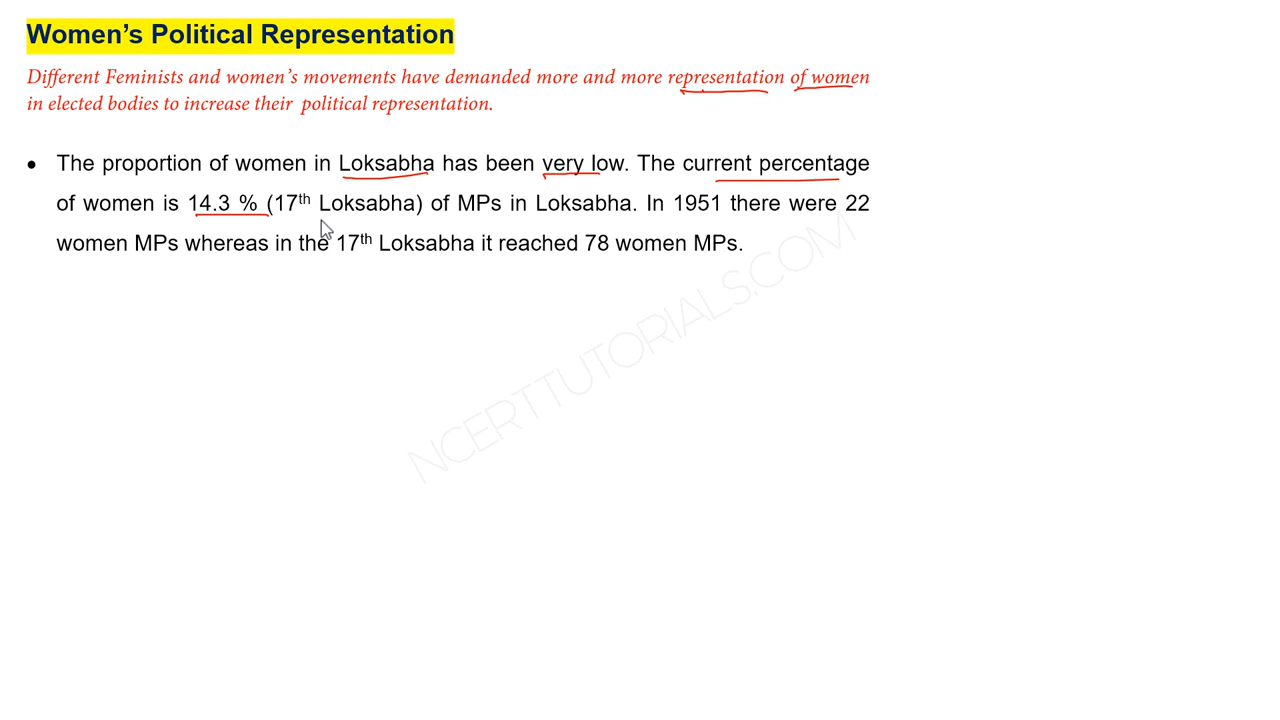 Women’s Political Representation
Different Feminists and women’s movements have demanded more and more representation of women
in elected bodies to increase their political representation.
• The proportion of women in Loksabha has been very low. The current percentage
of women is 14.3 % (17th Loksabha) of MPs in Loksabha. In 1951 there were 22
women MPs whereas in the 17th Loksabha it reached 78 women MPs.
NCERTTUTORIALS.COM